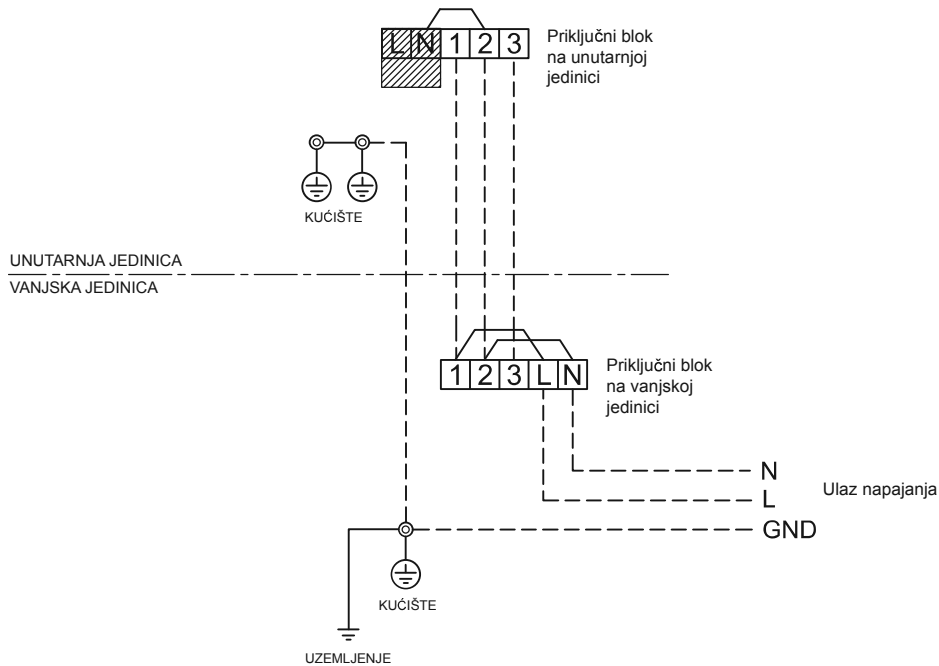 L N 1 2 3
Priključni blok
na unutarnjoj
jedinici
KUĆIŠTE
UNUTARNJA JEDINICA
VANJSKA JEDINICA
1 2 3 L N
Priključni blok
na vanjskoj
jedinici
N
L
Ulaz napajanja
GND
KUĆIŠTE
UZEMLJENJE